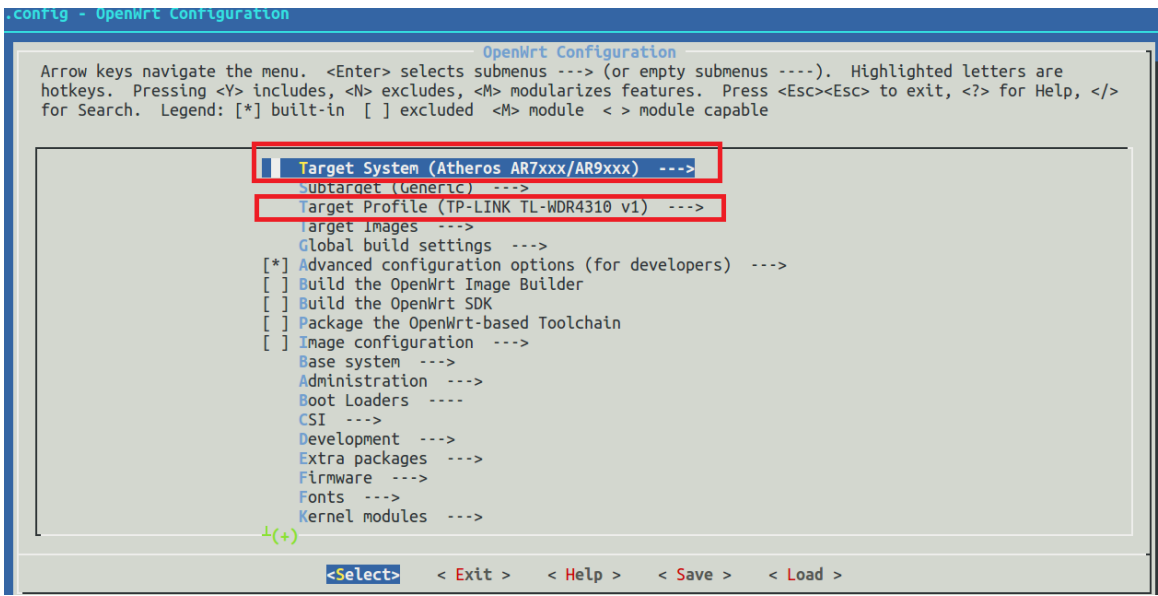 .config - OpenWrt Configuration
OpenWrt Configuration
Arrow keys navigate the menu. <Enter> selects submenus ---> (or empty submenus ----). Highlighted letters are
hotkeys. Pressing <Y> includes, <N> excludes, <M> modularizes features. Press <Esc><Esc> to exit, <?> for Help, </>
for Search. Legend: [*] built-in [ ] excluded <M> module < > module capable
Target System (Atheros AR7xxx/AR9xxx) --->
Subtarget (Generic) --->
Target Profile (TP-LINK TL-WDR4310 v1) --->
Target Images --->
Global build settings --->
[*] Advanced configuration options (for developers) --->
[ ] Build the OpenWrt Image Builder
[ ] Build the OpenWrt SDK
[ ] Package the OpenWrt-based Toolchain
[ ] Image configuration --->
Base system --->
Administration --->
Boot Loaders ----
CSI --->
Development --->
Extra packages --->
Firmware --->
Fonts --->
Kernel modules --->
┴(+)
<Select> < Exit > < Help > < Save > < Load >